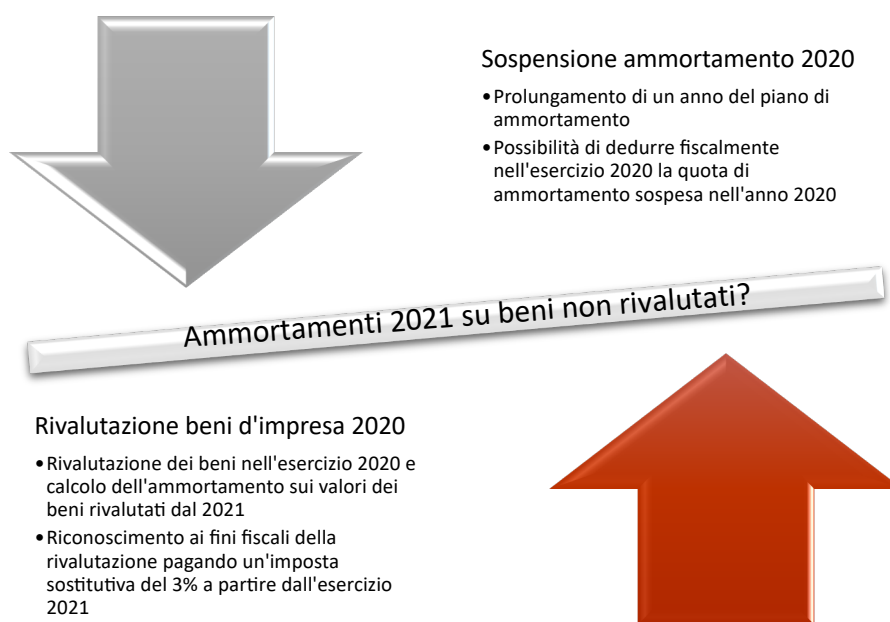 Sospensione ammortamento 2020
•Prolungamento di un anno del piano di
ammortamento
•Possibilità di dedurre fiscalmente
nell'esercizio 2020 la quota di
ammortamento sospesa nell'anno 2020
Ammortamenti 2021 su beni non rivalutati?
Rivalutazione beni d'impresa 2020
•Rivalutazione dei beni nell'esercizio 2020 e
calcolo dell'ammortamento sui valori dei
beni rivalutati dal 2021
•Riconoscimento ai fini fiscali della
rivalutazione pagando un'imposta
sostitutiva del 3% a partire dall'esercizio
2021